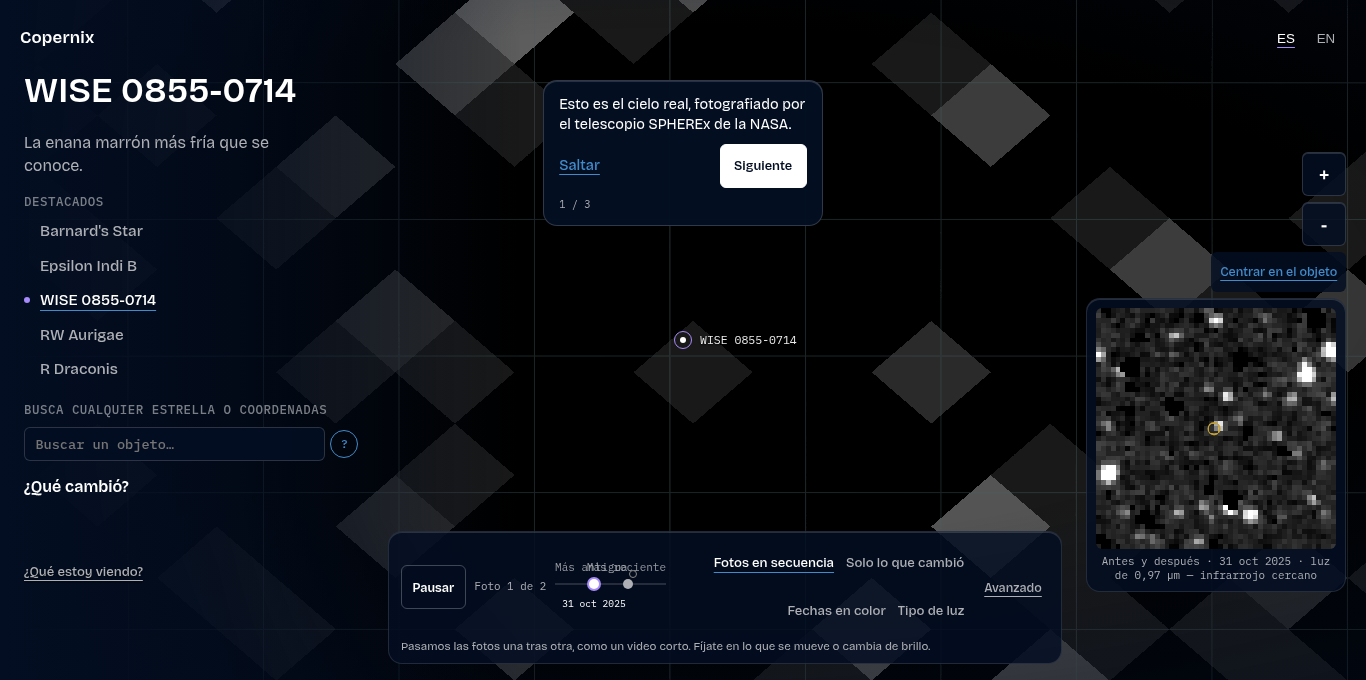 Copernix
ES EN
WISE 0855-0714
La enana marrón más fría que se
conoce.
DESTACADOS
Barnard's Star
Epsilon Indi B
WISE 0855-0714
RW Aurigae
R Draconis
BUSCA CUALQUIER ESTRELLA O COORDENADAS
Buscar un objeto…
?
¿Qué cambió?
¿Qué estoy viendo?
Esto es el cielo real, fotografiado por
el telescopio SPHEREx de la NASA.
Saltar
Siguiente
1 / 3
WISE 0855-0714
+
-
Centrar en el objeto
Antes y después · 31 oct 2025 · luz
de 0,97 µm — infrarrojo cercano
Pausar
Foto 1 de 2
Más antigua
Más reciente
31 oct 2025
Fotos en secuencia Solo lo que cambió
Fechas en color Tipo de luz
Avanzado
Pasamos las fotos una tras otra, como un video corto. Fíjate en lo que se mueve o cambia de brillo.